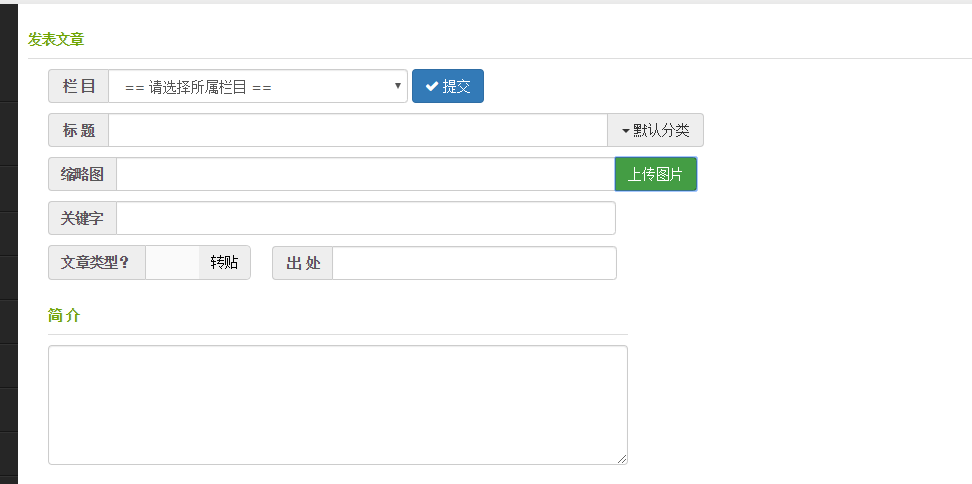 发表文章
栏 目 == 请选择所属栏目 == 提交
标 题 默认分类
缩略图 上传图片
关键字
文章类型? 转贴 出 处
简 介